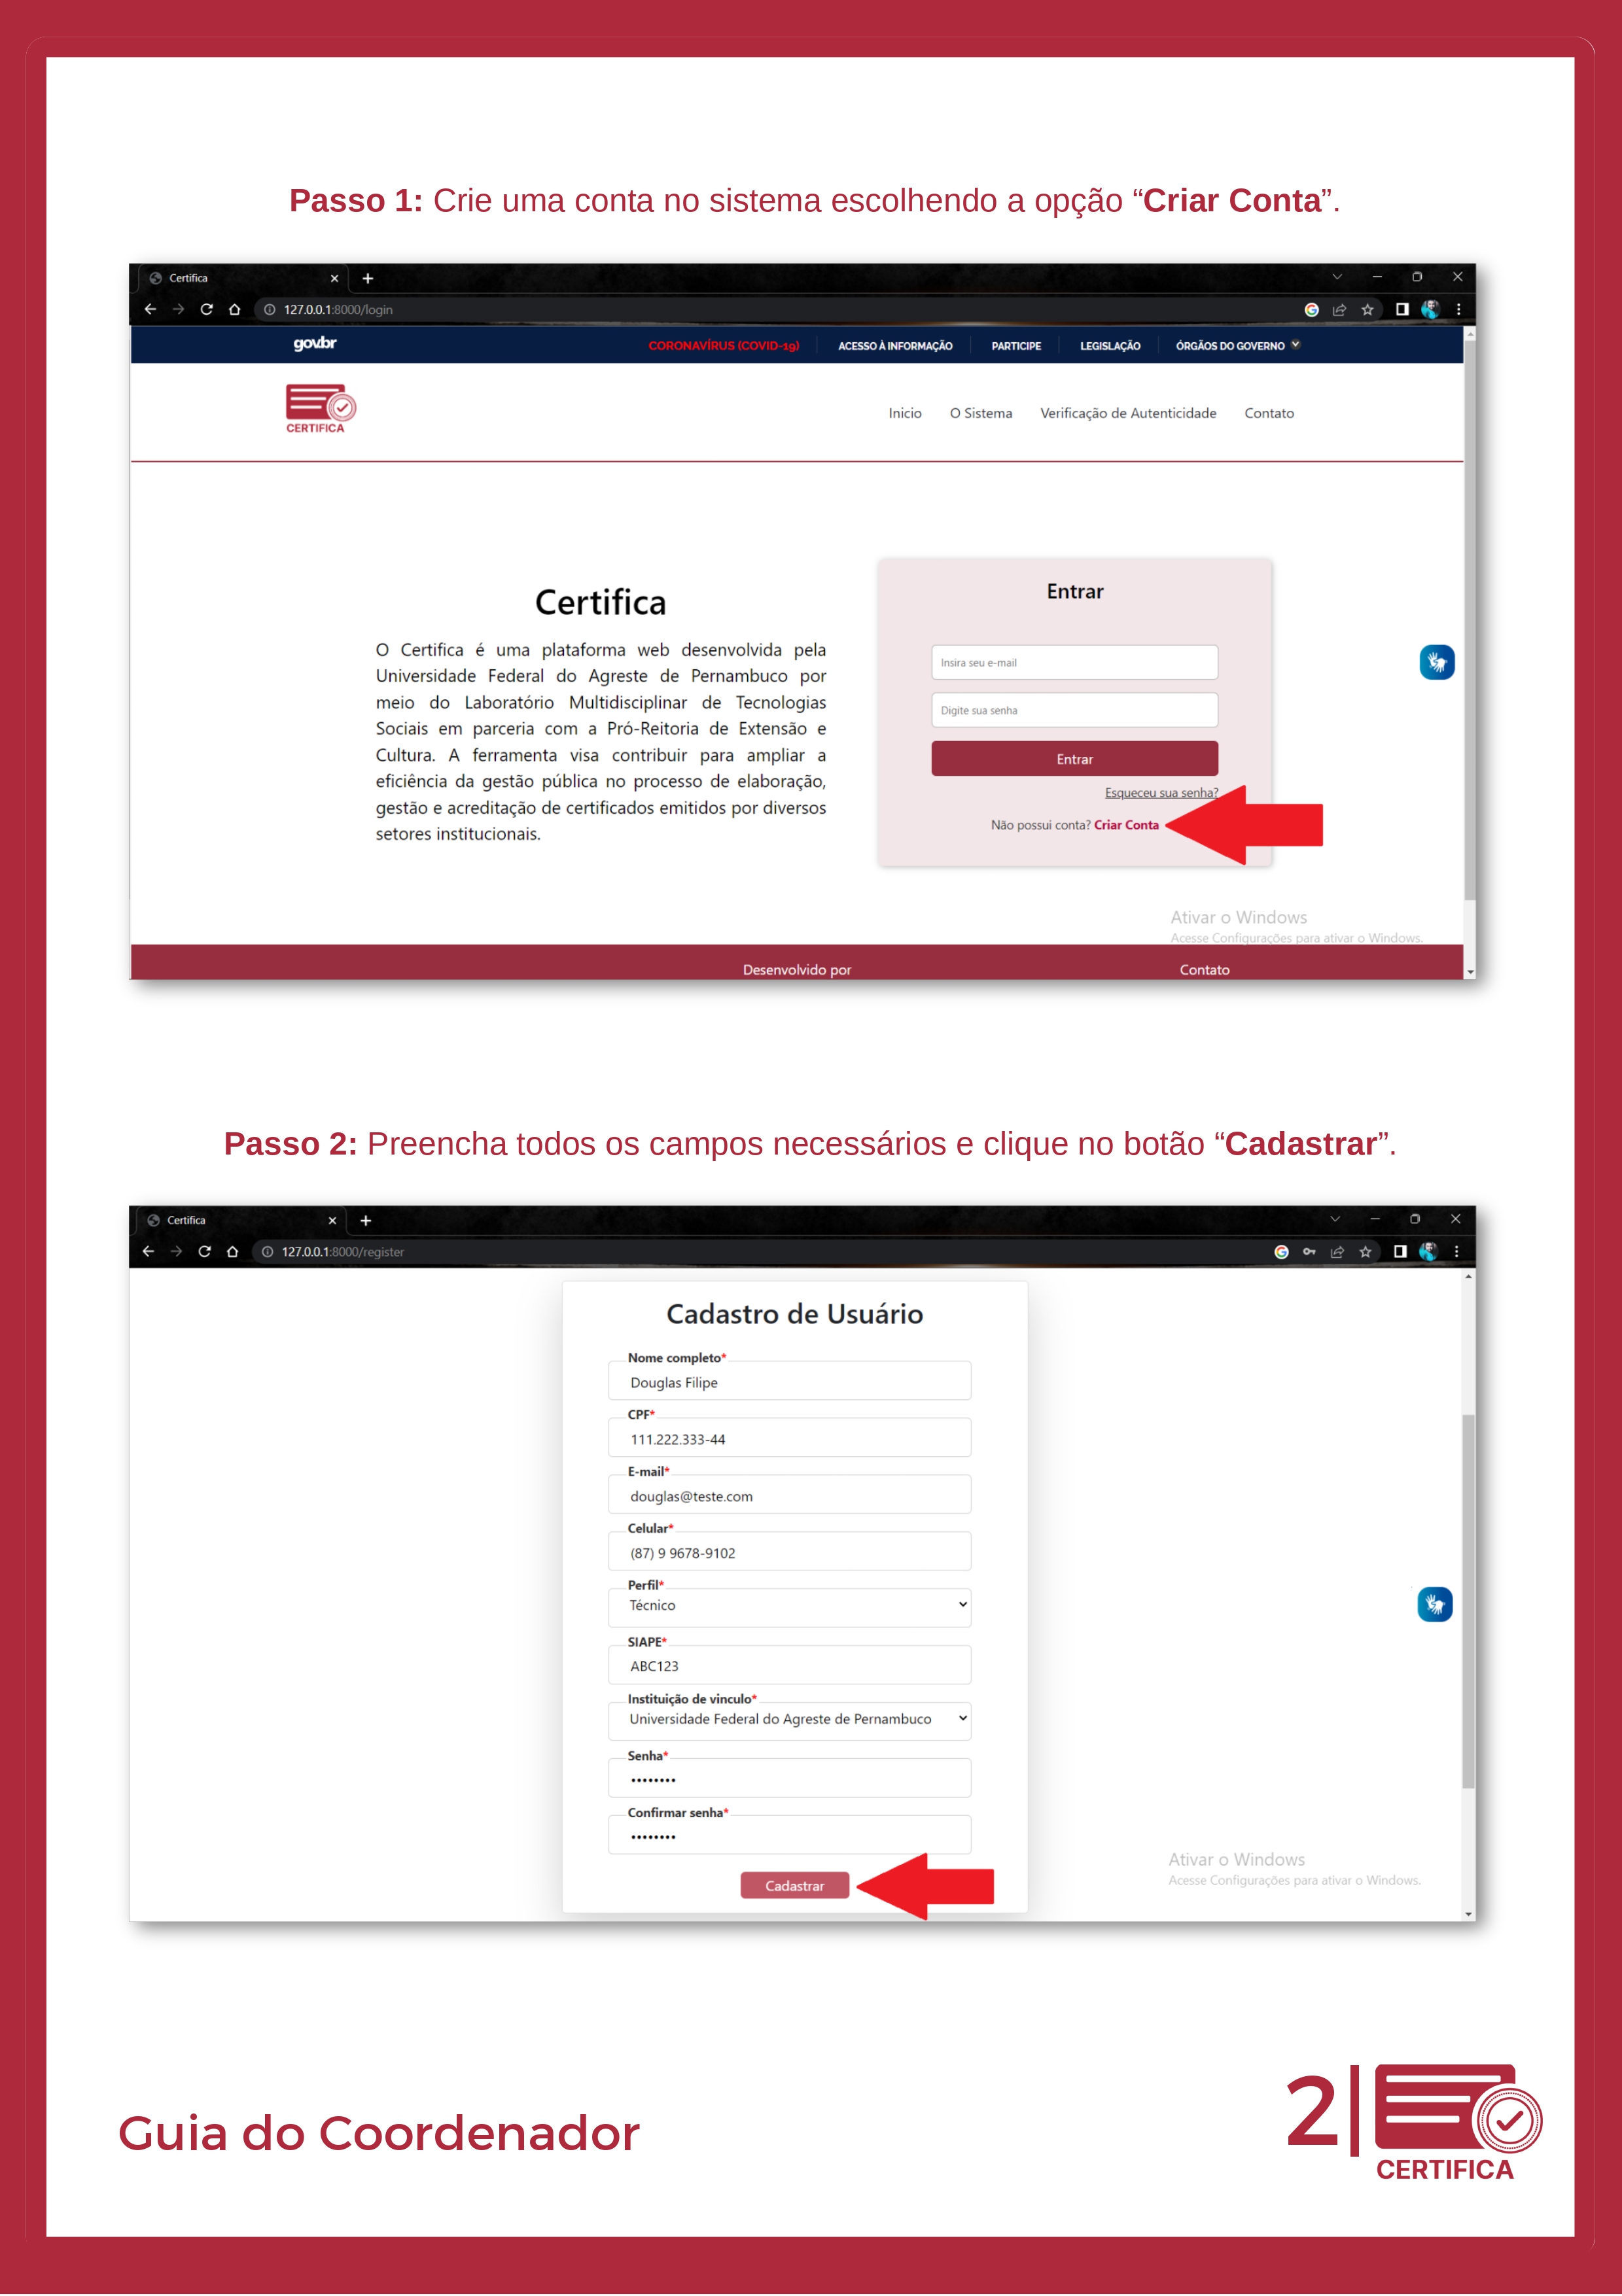 Passo 1: Crie uma conta no sistema escolhendo a opção “Criar Conta”.
Certifica
127.0.0.1:8000/login
gov.br
CORONAVÍRUS (COVID-19)
ACESSO À INFORMAÇÃO
PARTICIPE
LEGISLAÇÃO
ÓRGÃOS DO GOVERNO
CERTIFICA
Inicio
O Sistema
Verificação de Autenticidade
Contato
Certifica
O Certifica é uma plataforma web desenvolvida pela
Universidade Federal do Agreste de Pernambuco por
meio do Laboratório Multidisciplinar de Tecnologias
Sociais em parceria com a Pró-Reitoria de Extensão e
Cultura. A ferramenta visa contribuir para ampliar a
eficiência da gestão pública no processo de elaboração,
gestão e acreditação de certificados emitidos por diversos
setores institucionais.
Entrar
Insira seu e-mail
Digite sua senha
Entrar
Esqueceu sua senha?
Não possui conta? Criar Conta
Ativar o Windows
Acesse Configurações para ativar o Windows.
Desenvolvido por
Contato
Passo 2: Preencha todos os campos necessários e clique no botão “Cadastrar”.
Certifica
127.0.0.1:8000/register
Cadastro de Usuário
Nome completo*
Douglas Filipe
CPF*
111.222.333-44
E-mail*
douglas@teste.com
Celular*
(87) 9 9678-9102
Perfil*
Técnico
SIAPE*
ABC123
Instituição de vinculo*
Universidade Federal do Agreste de Pernambuco
Senha*
••••••••
Confirmar senha*
••••••••
Cadastrar
Ativar o Windows
Acesse Configurações para ativar o Windows.
Guia do Coordenador
2|
CERTIFICA